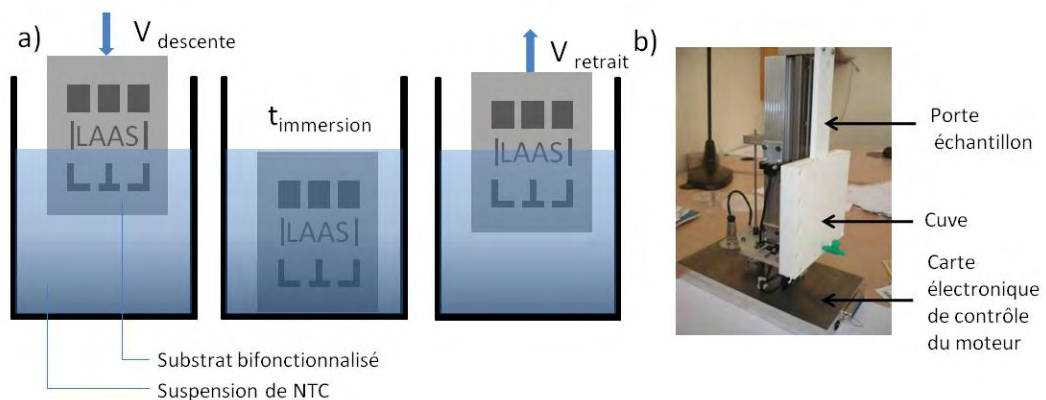 a)
V descente
|LAAS|
t immersion
|LAAS|
V retrait
|LAAS|
Substrat bifonctionnalisé
Suspension de NTC
b)
Porte
échantillon
Cuve
Carte
électronique
de contrôle
du moteur